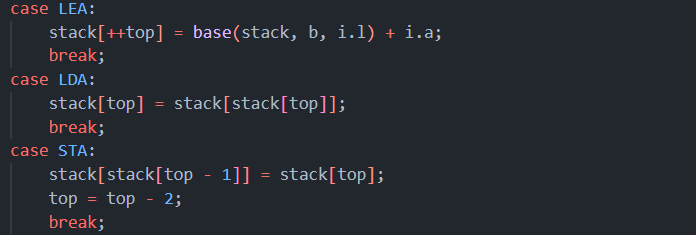 case LEA:
    stack[++top] = base(stack, b, i.l) + i.a;
    break;
case LDA:
    stack[top] = stack[stack[top]];
    break;
case STA:
    stack[stack[top - 1]] = stack[top];
    top = top - 2;
    break;